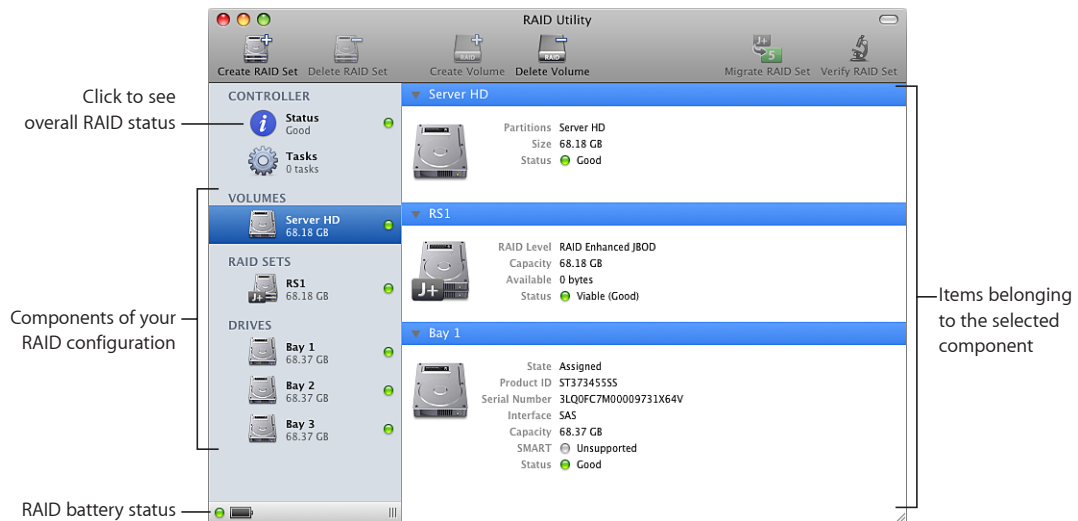 RAID Utility
Create RAID Set
Delete RAID Set
Create Volume
Delete Volume
Migrate RAID Set
Verify RAID Set
RAID
RAID
J+
5
Click to see
overall RAID status
CONTROLLER
Status
Good
Tasks
0 tasks
Components of your
RAID configuration
VOLUMES
Server HD
68.18 GB
RAID SETS
J+
RS1
68.18 GB
DRIVES
Bay 1
68.37 GB
Bay 2
68.37 GB
Bay 3
68.37 GB
RAID battery status
Server HD
Partitions Server HD
Size 68.18 GB
Status Good
RS1
J+
RAID Level RAID Enhanced JBOD
Capacity 68.18 GB
Available 0 bytes
Status Viable (Good)
Bay 1
State Assigned
Product ID ST373455SS
Serial Number 3LQ0FC7M00009731X64V
Interface SAS
Capacity 68.37 GB
SMART Unsupported
Status Good
Items belonging
to the selected
component